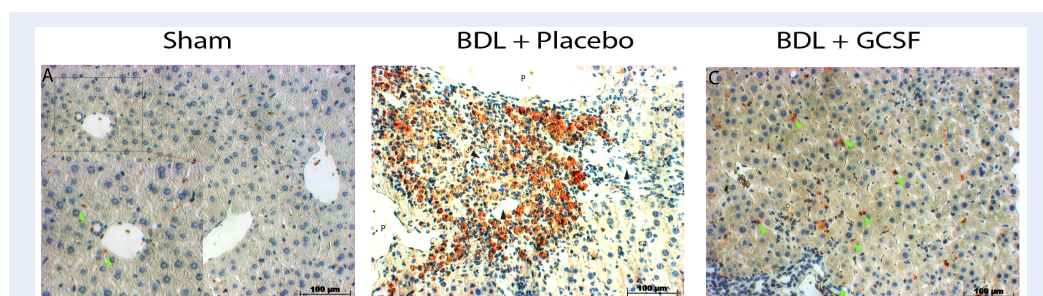 Sham BDL + Placebo BDL + GCSF
A C
P
P
100 µm 100 µm 100 µm